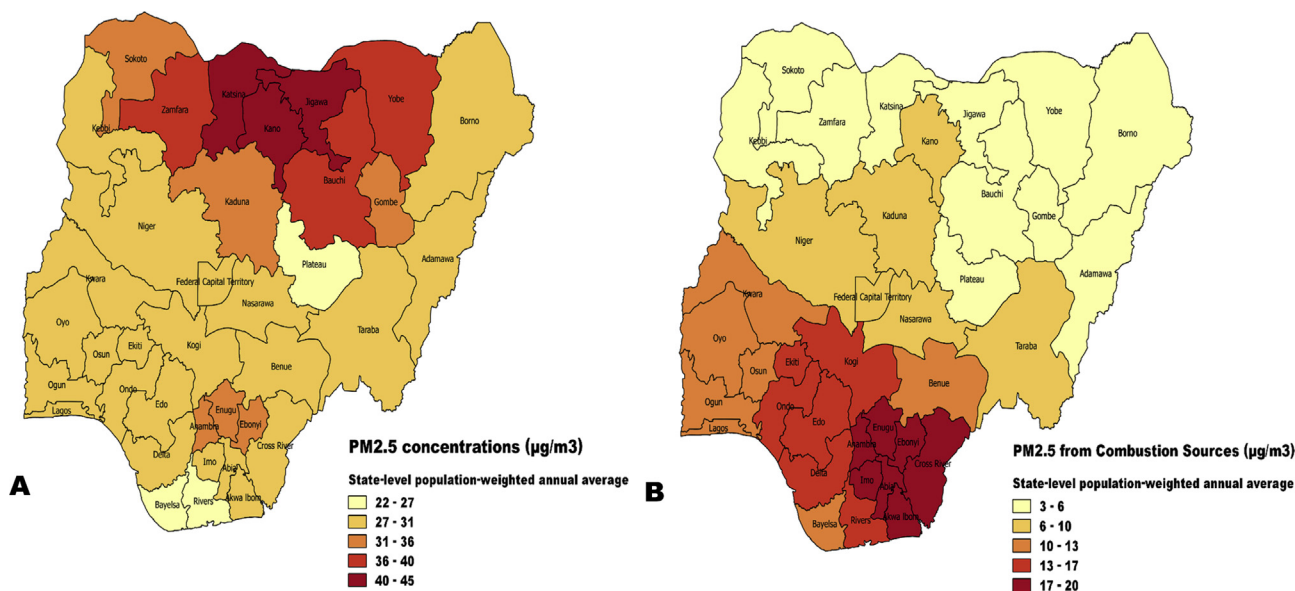 Sokoto
Katsina
Jigawa
Yobe
Zamfara
Borno
Kebbi
Kano
Bauchi
Kaduna
Gombe
Niger
Plateau
Adamawa
Kwara
Federal Capital Territory
Nasarawa
Oyo
Taraba
Ekiti
Kogi
Osun
Benue
Ogun
Ondo
Edo
Enugu
Lagos
Anambra
Ebonyi
Cross River
Delta
Imo
Abia
Bayelsa
Rivers
Akwa Ibom
A
PM2.5 concentrations (µg/m3)
State-level population-weighted annual average
22 - 27
27 - 31
31 - 36
36 - 40
40 - 45
Sokoto
Katsina
Jigawa
Yobe
Zamfara
Borno
Kebbi
Kano
Bauchi
Kaduna
Gombe
Niger
Plateau
Adamawa
Kwara
Federal Capital Territory
Nasarawa
Oyo
Taraba
Ekiti
Kogi
Osun
Benue
Ogun
Ondo
Edo
Enugu
Lagos
Anambra
Ebonyi
Cross River
Delta
Imo
Abia
Bayelsa
Rivers
Akwa Ibom
B
PM2.5 from Combustion Sources (µg/m3)
State-level population-weighted annual average
3 - 6
6 - 10
10 - 13
13 - 17
17 - 20